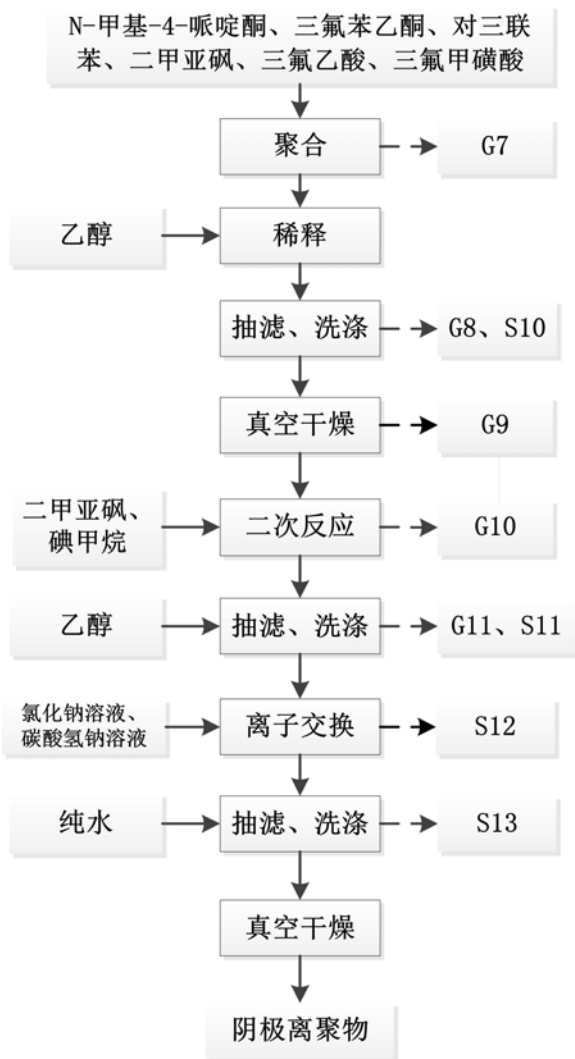 N-甲基-4-哌啶酮、三氟苯乙酮、对三联
苯、二甲亚砜、三氟乙酸、三氟甲磺酸
聚合
G7
乙醇
稀释
抽滤、洗涤
G8、S10
真空干燥
G9
二甲亚砜、
碘甲烷
二次反应
G10
乙醇
抽滤、洗涤
G11、S11
氯化钠溶液、
碳酸氢钠溶液
离子交换
S12
纯水
抽滤、洗涤
S13
真空干燥
阴极离聚物